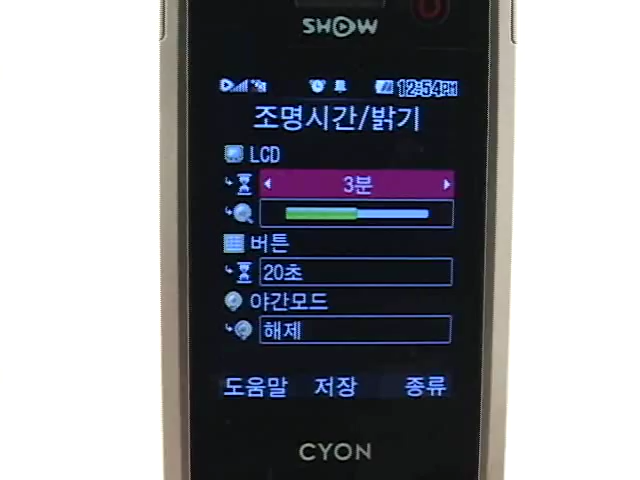 SHOW
12:54PM
조명시간/밝기
LCD
3분
버튼
20초
야간모드
해제
도움말 저장 종류
CYON